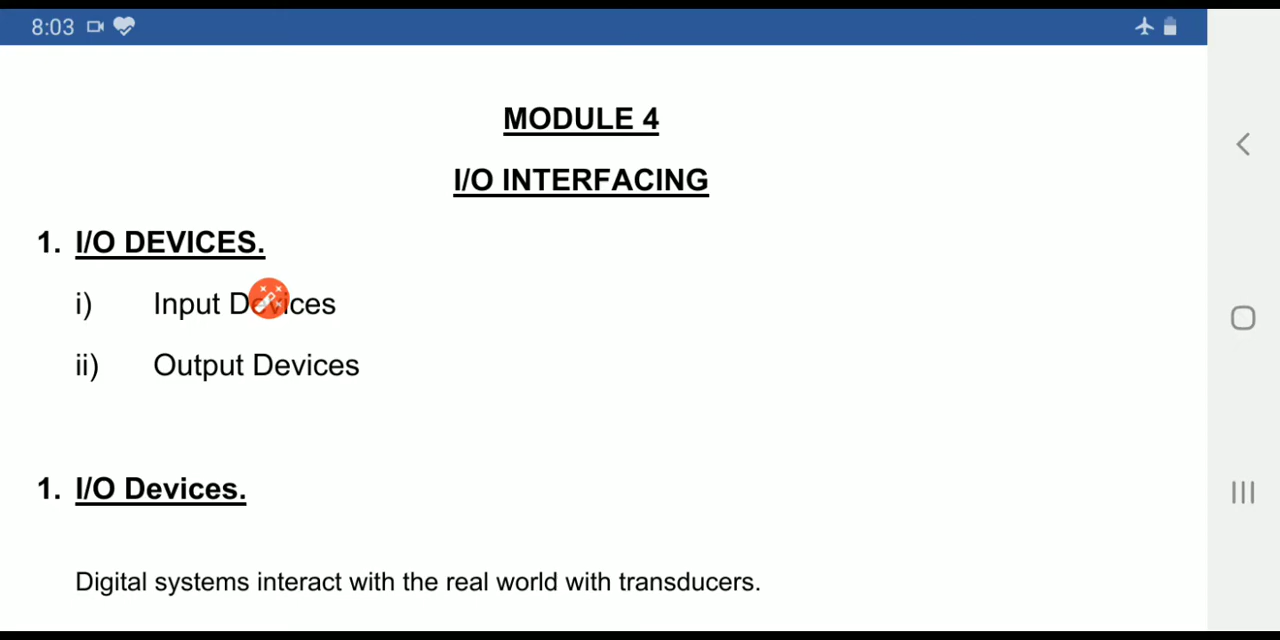 8:03
MODULE 4
I/O INTERFACING
1. I/O DEVICES.
i) Input Devices
ii) Output Devices
1. I/O Devices.
Digital systems interact with the real world with transducers.